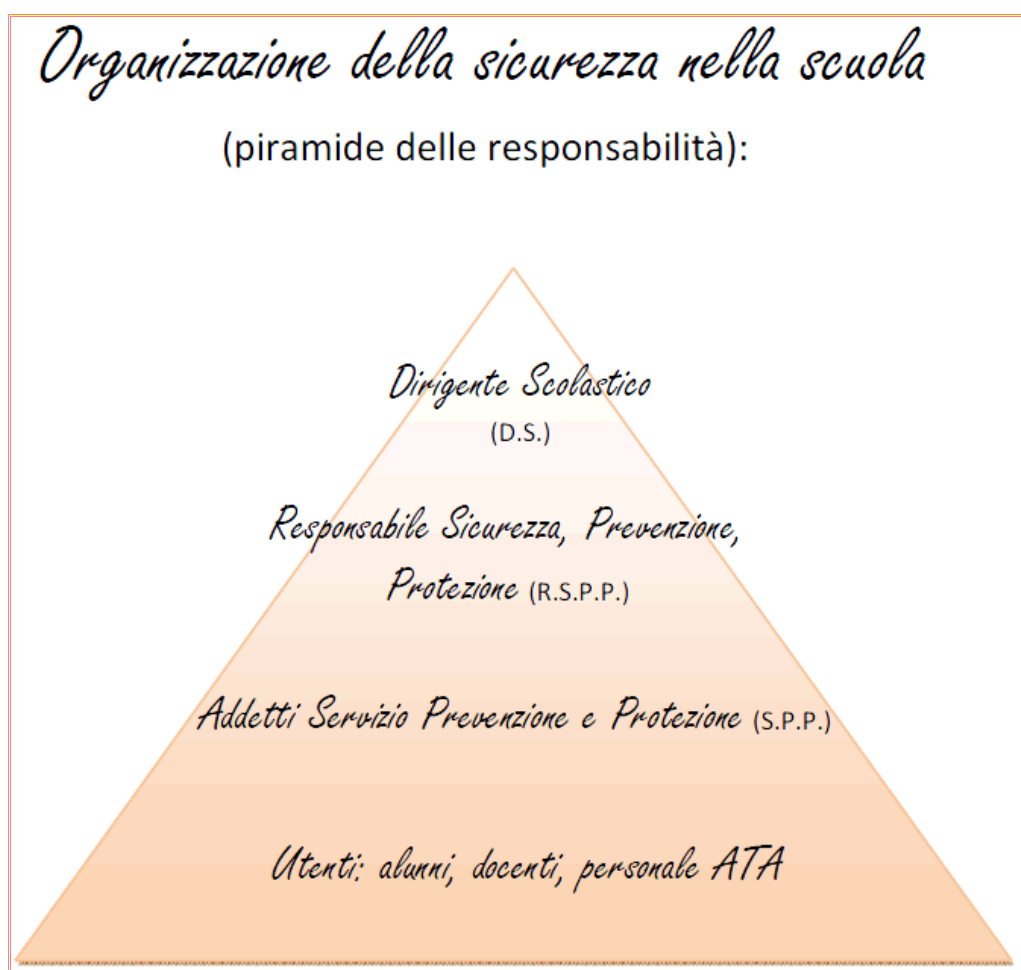 Organizzazione della sicurezza nella scuola
(piramide delle responsabilità):
Dirigente Scolastico
(D.S.)
Responsabile Sicurezza, Prevenzione,
Protezione (R.S.P.P.)
Addetti Servizio Prevenzione e Protezione (S.P.P.)
Utenti: alunni, docenti, personale ATA